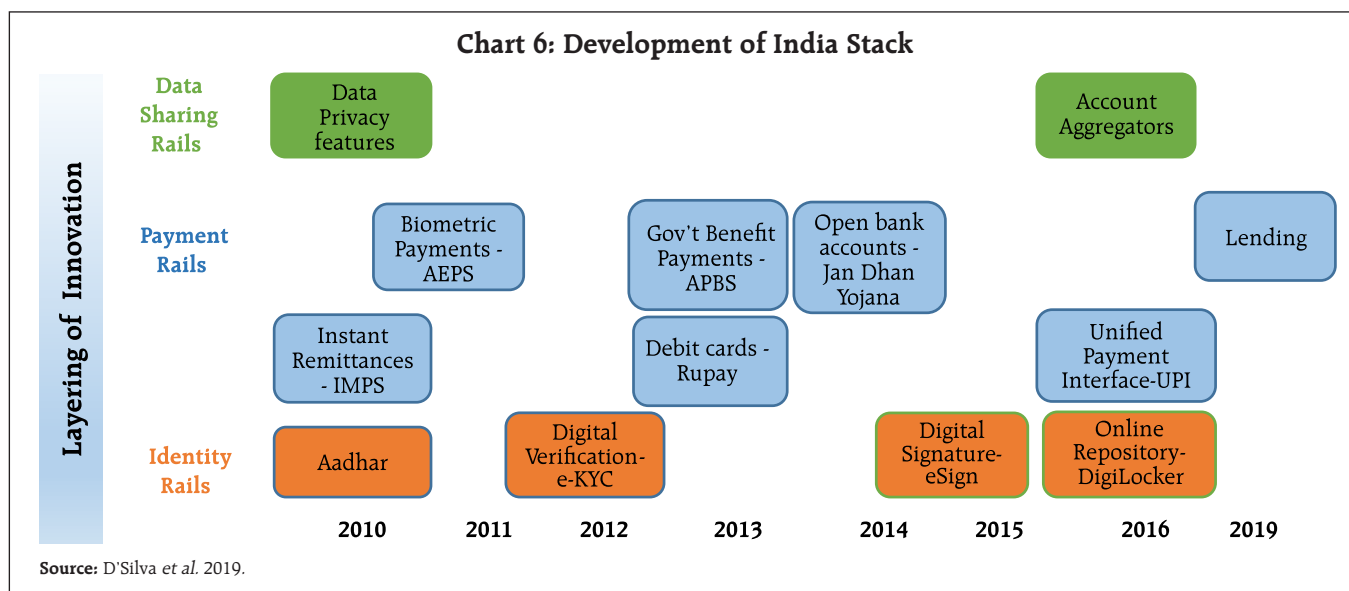 Chart 6: Development of India Stack
Layering of Innovation
Data
Sharing
Rails
Data
Privacy
features
Account
Aggregators
Payment
Rails
Biometric
Payments -
AEPS
Gov't Benefit
Payments -
APBS
Open bank
accounts -
Jan Dhan
Yojana
Lending
Instant
Remittances
- IMPS
Debit cards -
Rupay
Unified
Payment
Interface-UPI
Identity
Rails
Aadhar
Digital
Verification-
e-KYC
Digital
Signature-
eSign
Online
Repository-
DigiLocker
2010 2011 2012 2013 2014 2015 2016 2019
Source: D'Silva et al. 2019.